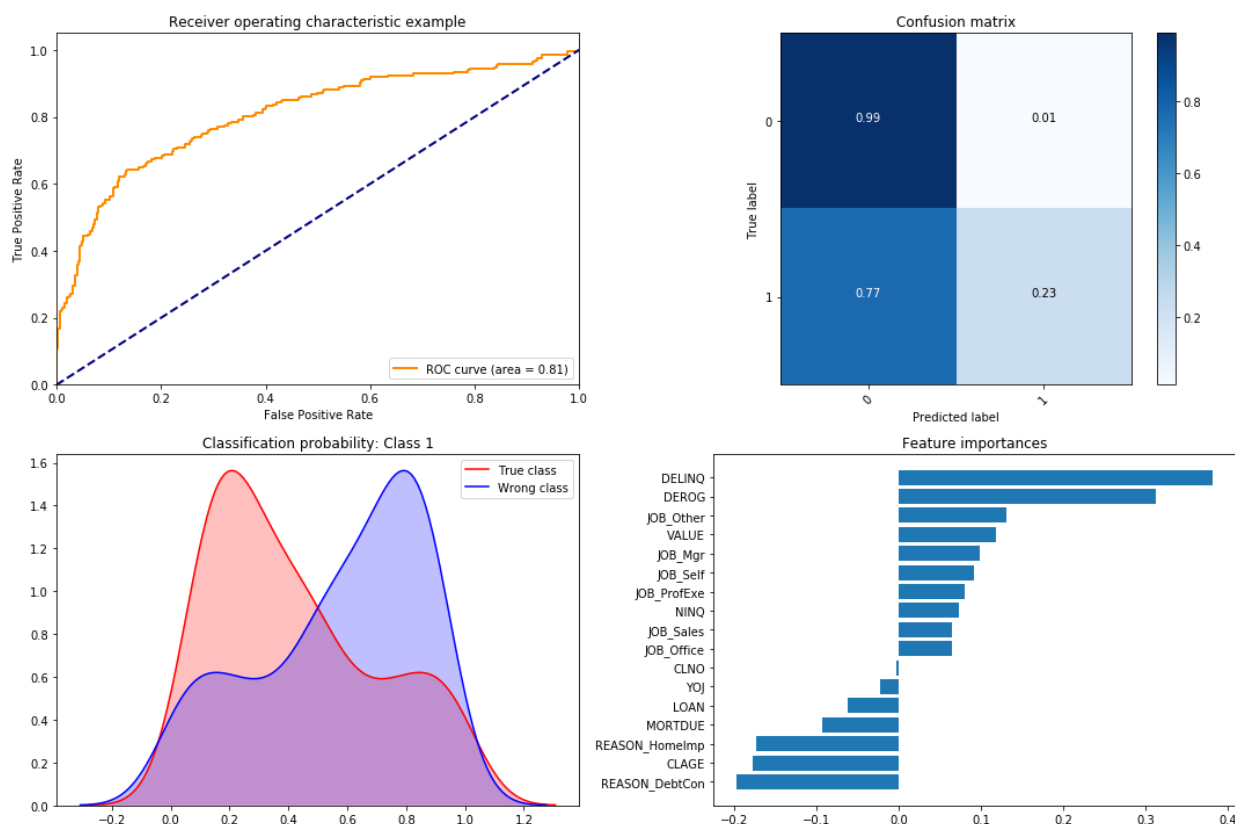 Receiver operating characteristic example
1.0
0.8
0.6
0.4
0.2
0.0
True Positive Rate
0.0 0.2 0.4 0.6 0.8 1.0
False Positive Rate
ROC curve (area = 0.81)
Confusion matrix
0
1
True label
0.99 0.01
0.77 0.23
0 1
Predicted label
0.8
0.6
0.4
0.2
Classification probability: Class 1
1.6
1.4
1.2
1.0
0.8
0.6
0.4
0.2
0.0
True class
Wrong class
−0.2 0.0 0.2 0.4 0.6 0.8 1.0 1.2
Feature importances
DELINQ
DEROG
JOB_Other
VALUE
JOB_Mgr
JOB_Self
JOB_ProfExe
NINQ
JOB_Sales
JOB_Office
CLNO
YOJ
LOAN
MORTDUE
REASON_HomeImp
CLAGE
REASON_DebtCon
−0.2 −0.1 0.0 0.1 0.2 0.3 0.4